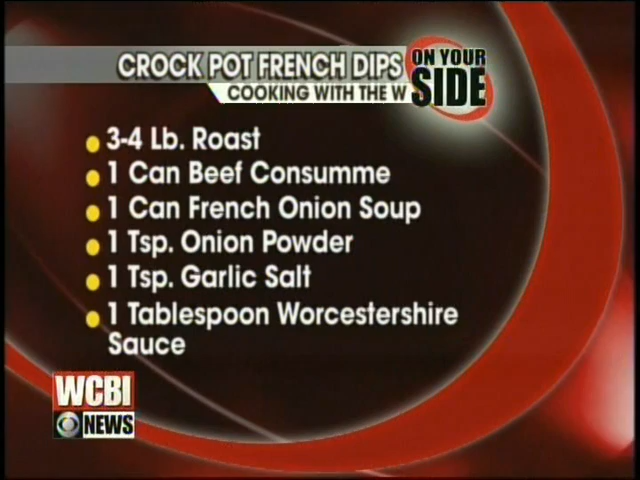 CROCK POT FRENCH DIPS
COOKING WITH THE W
ON YOUR
SIDE
3-4 Lb. Roast
1 Can Beef Consumme
1 Can French Onion Soup
1 Tsp. Onion Powder
1 Tsp. Garlic Salt
1 Tablespoon Worcestershire
Sauce
WCBI
NEWS